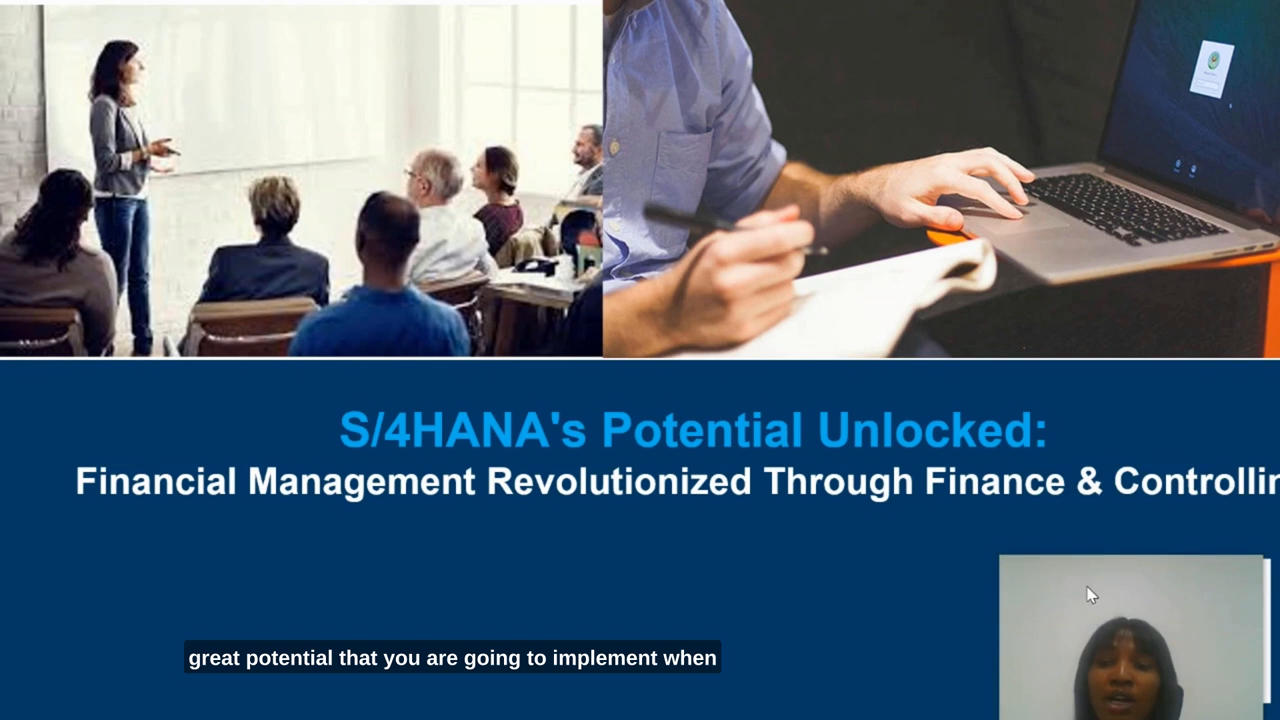 S/4HANA's Potential Unlocked:
Financial Management Revolutionized Through Finance & Controllin
great potential that you are going to implement when